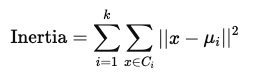 Inertia = \sum_{i=1}^{k} \sum_{x \in C_i} ||x - \mu_i||^2